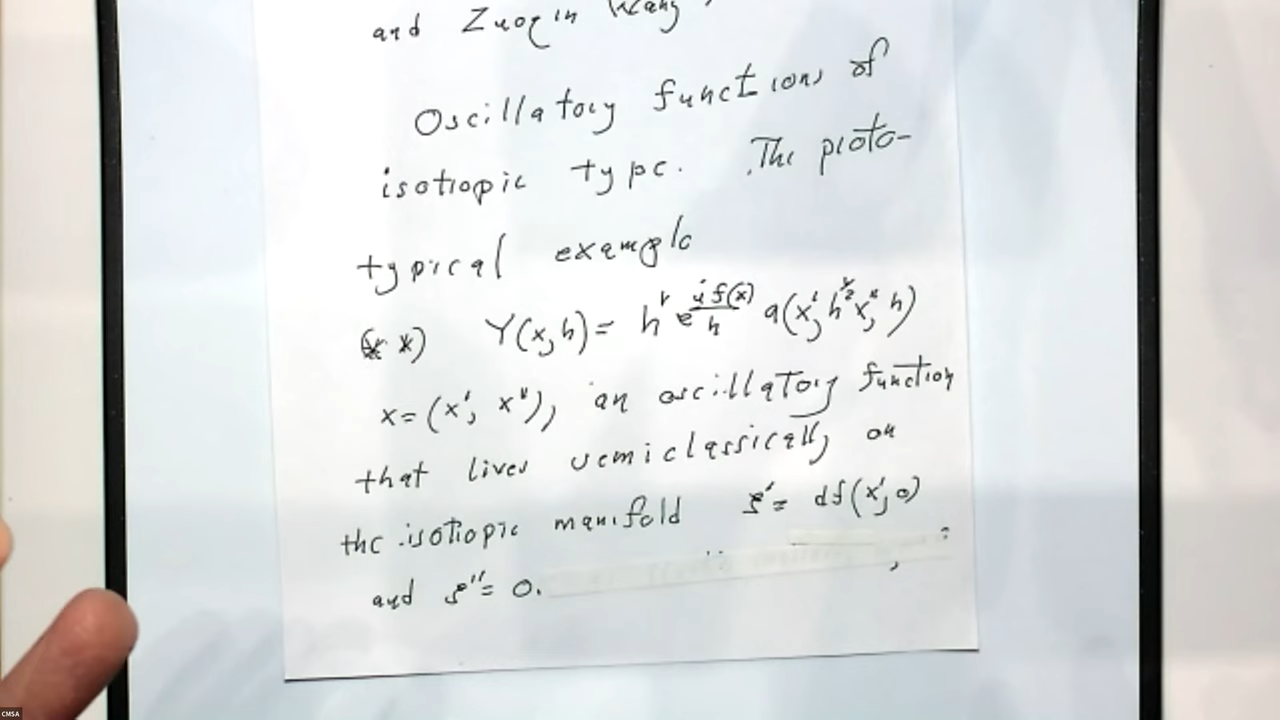 and Zuoqin Wang,
Oscillatory functions of
isotropic type. The proto-
typical example
(**) Υ(x,h) = h^r e^{i f(x)/h} a(x', h^{-1/2} x'', h)
x = (x', x''), an oscillatory function
that lives semiclassically on
the isotropic manifold ξ' = df(x', 0)
and ξ'' = 0.
CMSA